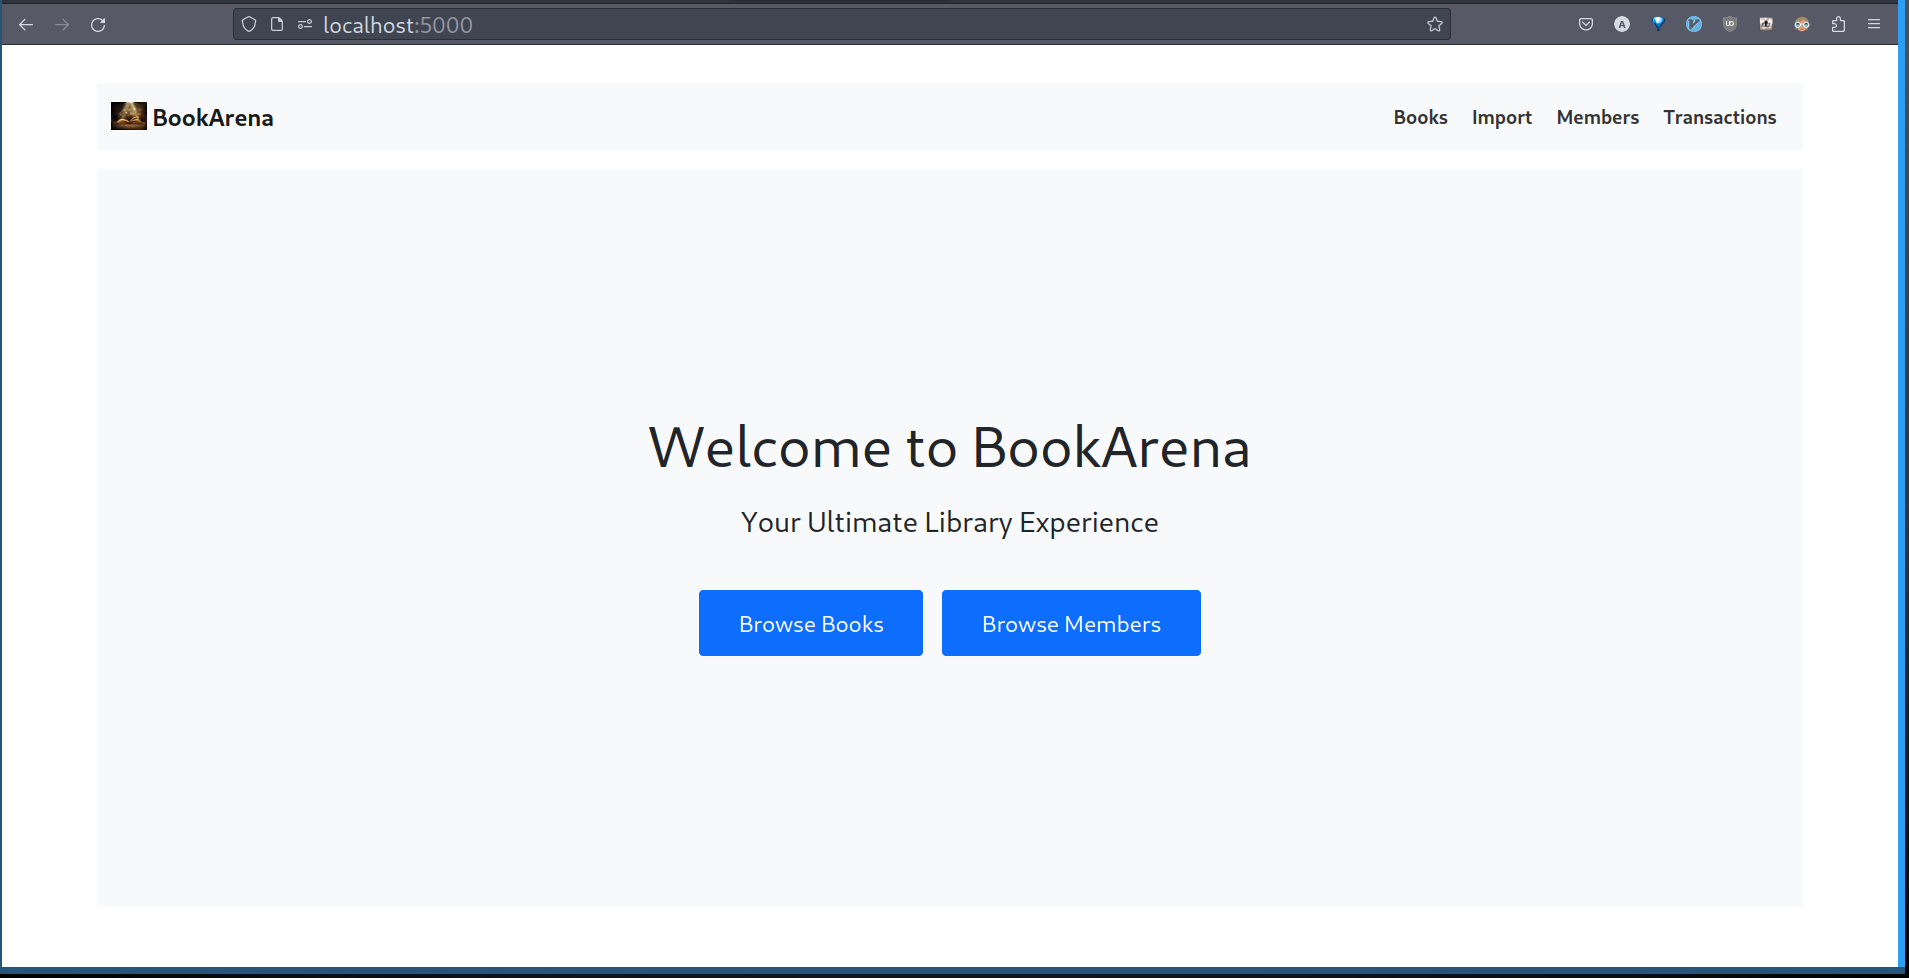 localhost:5000
BookArena
Books Import Members Transactions
Welcome to BookArena
Your Ultimate Library Experience
Browse Books Browse Members